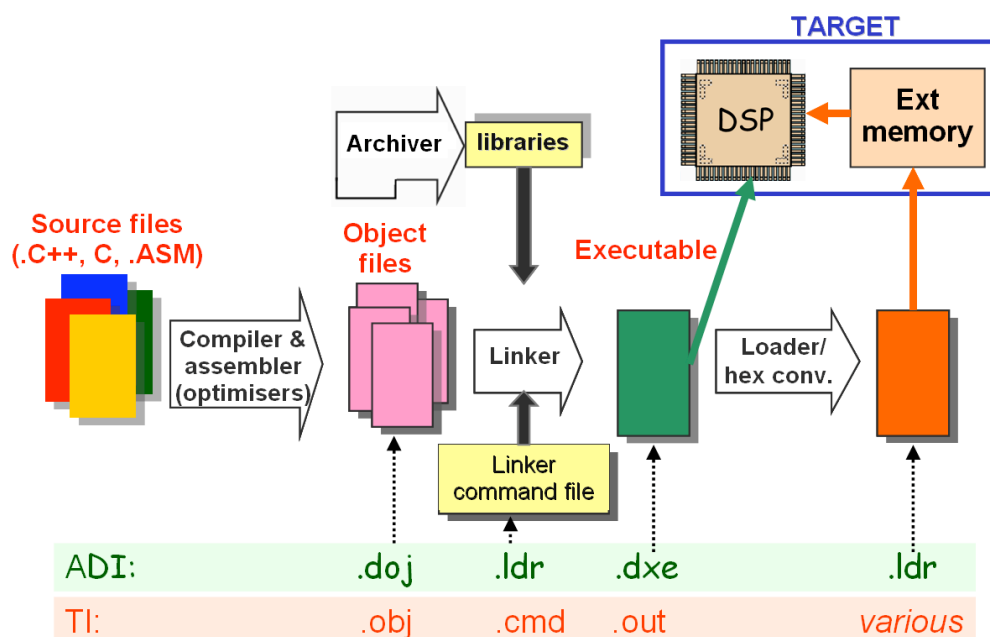 TARGET
DSP
Ext
memory
Archiver
libraries
Source files
(.C++, C, .ASM)
Object
files
Executable
Compiler &
assembler
(optimisers)
Linker
Loader/
hex conv.
Linker
command file
ADI: .doj .ldr .dxe .ldr
TI: .obj .cmd .out various